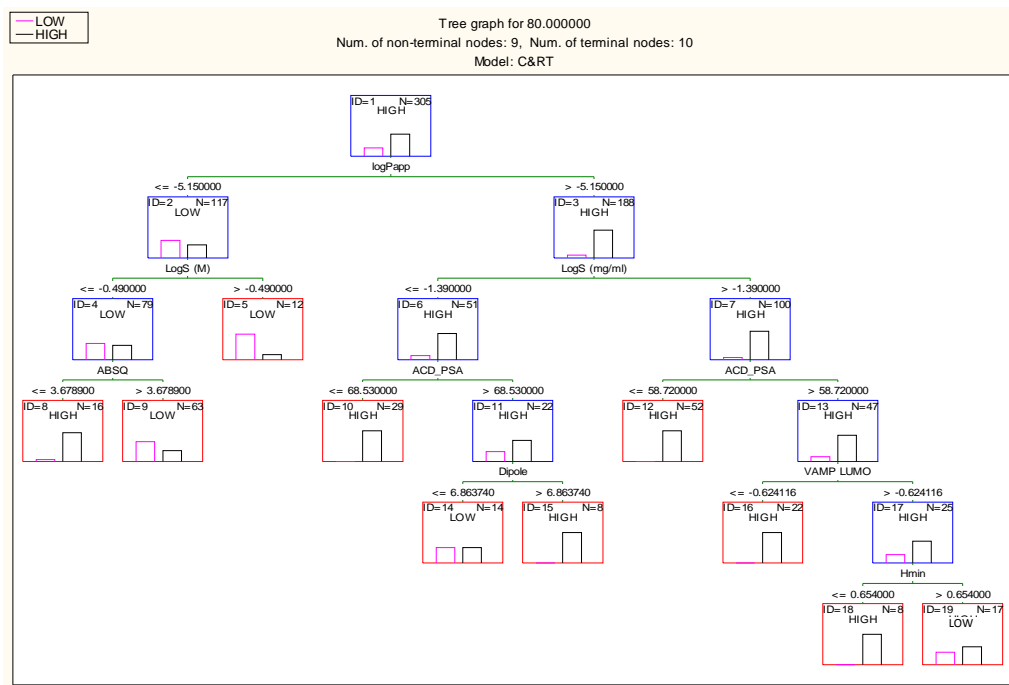 LOW
HIGH
Tree graph for 80.000000
Num. of non-terminal nodes: 9, Num. of terminal nodes: 10
Model: C&RT
ID=1 N=305
HIGH
logPapp
<= -5.150000 > -5.150000
ID=2 N=117 ID=3 N=188
LOW HIGH
LogS (M) LogS (mg/ml)
<= -0.490000 > -0.490000 <= -1.390000 > -1.390000
ID=4 N=79 ID=5 N=12 ID=6 N=51 ID=7 N=100
LOW LOW HIGH HIGH
ABSQ ACD_PSA ACD_PSA
<= 3.678900 > 3.678900 <= 68.530000 > 68.530000 <= 58.720000 > 58.720000
ID=8 N=16 ID=9 N=63 ID=10 N=29 ID=11 N=22 ID=12 N=52 ID=13 N=47
HIGH LOW HIGH HIGH HIGH HIGH
Dipole VAMP LUMO
<= 6.863740 > 6.863740 <= -0.624116 > -0.624116
ID=14 N=14 ID=15 N=8 ID=16 N=22 ID=17 N=25
LOW HIGH HIGH HIGH
Hmin
<= 0.654000 > 0.654000
ID=18 N=8 ID=19 N=17
HIGH LOW